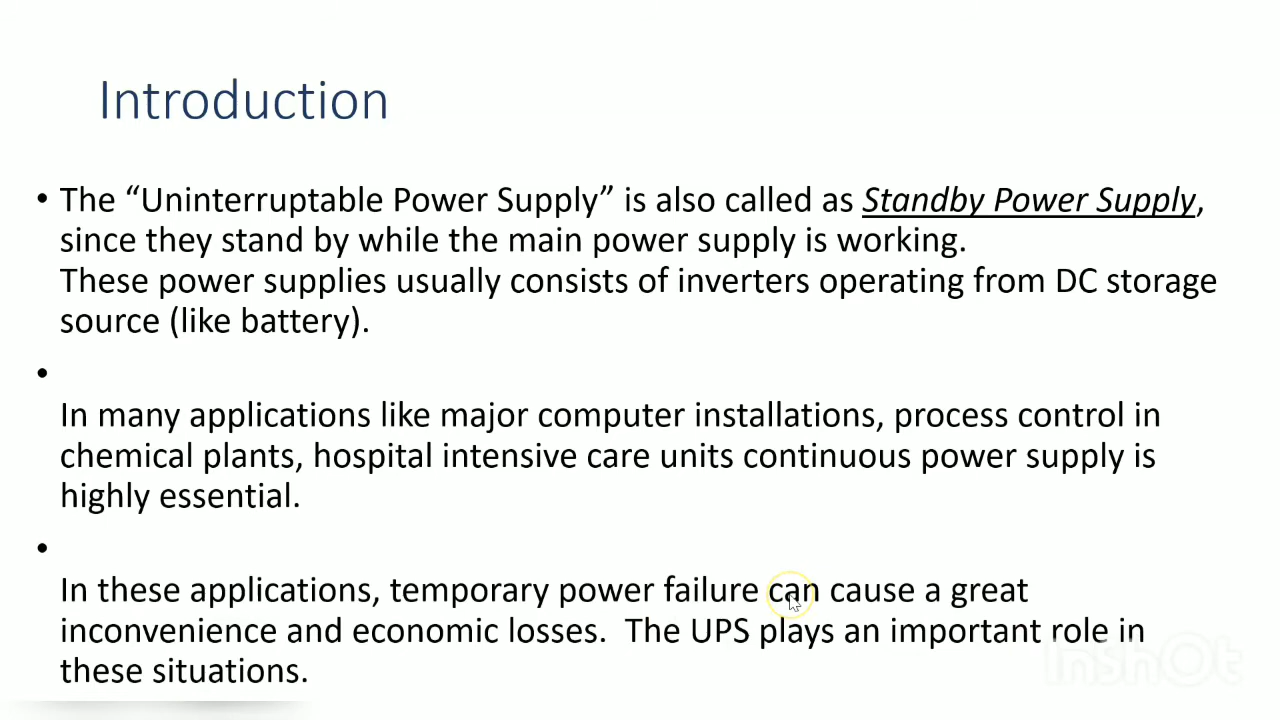 Introduction
• The “Uninterruptable Power Supply” is also called as Standby Power Supply,
since they stand by while the main power supply is working.
These power supplies usually consists of inverters operating from DC storage
source (like battery).
•
In many applications like major computer installations, process control in
chemical plants, hospital intensive care units continuous power supply is
highly essential.
•
In these applications, temporary power failure can cause a great
inconvenience and economic losses.  The UPS plays an important role in
these situations.
InShOt